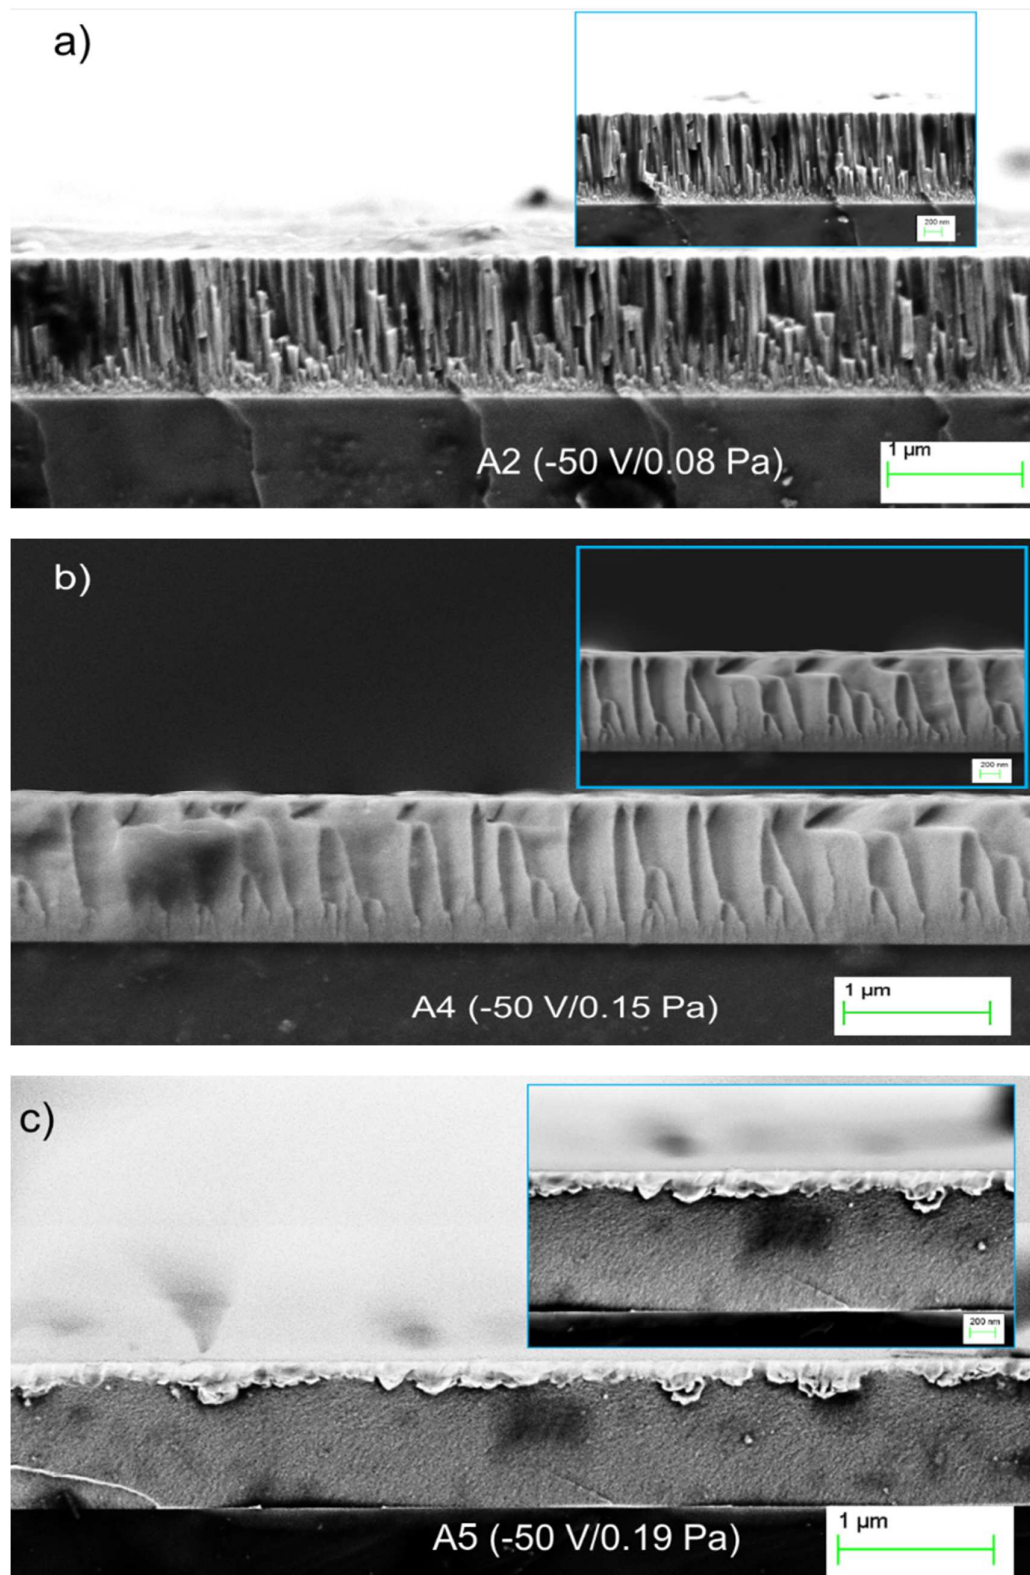 a)
200 nm
A2 (-50 V/0.08 Pa)
1 µm
b)
200 nm
A4 (-50 V/0.15 Pa)
1 µm
c)
200 nm
A5 (-50 V/0.19 Pa)
1 µm